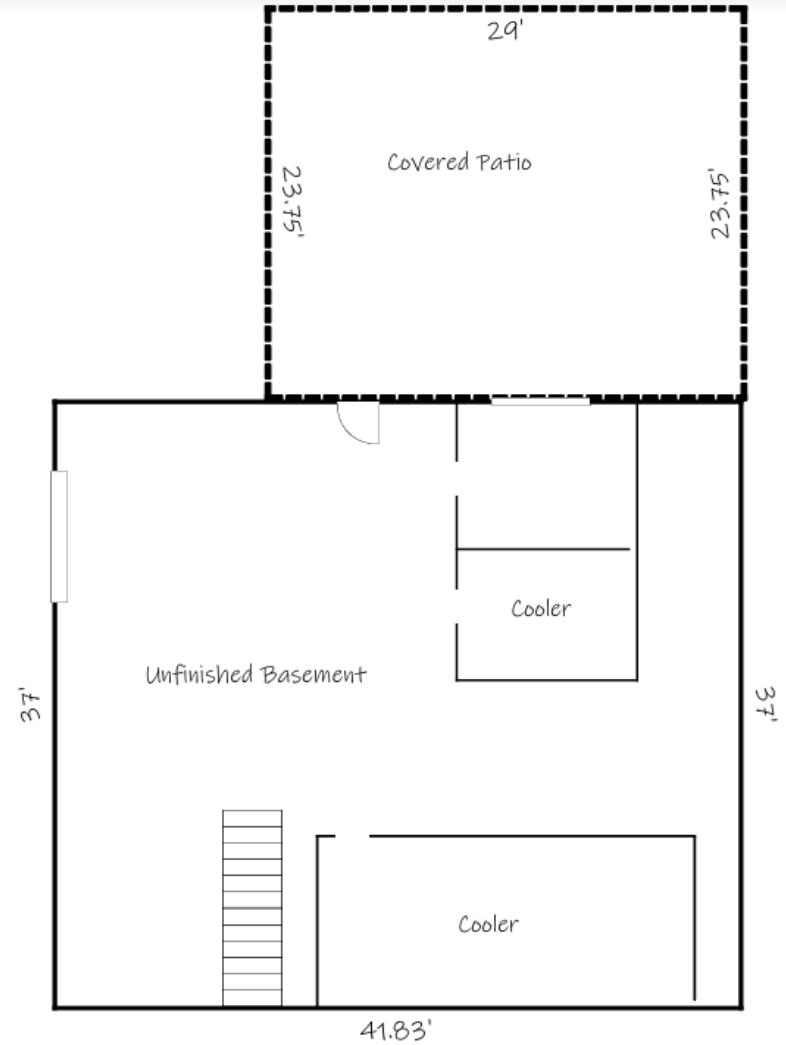 29'
Covered Patio
23.75'
23.75'
Cooler
Unfinished Basement
37'
37'
Cooler
41.83'